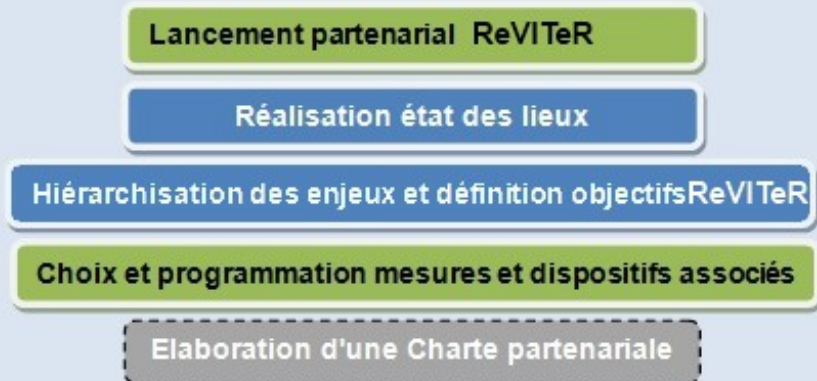 Lancement partenarial ReVITeR
Réalisation état des lieux
Hiérarchisation des enjeux et définition objectifsReVITeR
Choix et programmation mesures et dispositifs associés
Elaboration d'une Charte partenariale